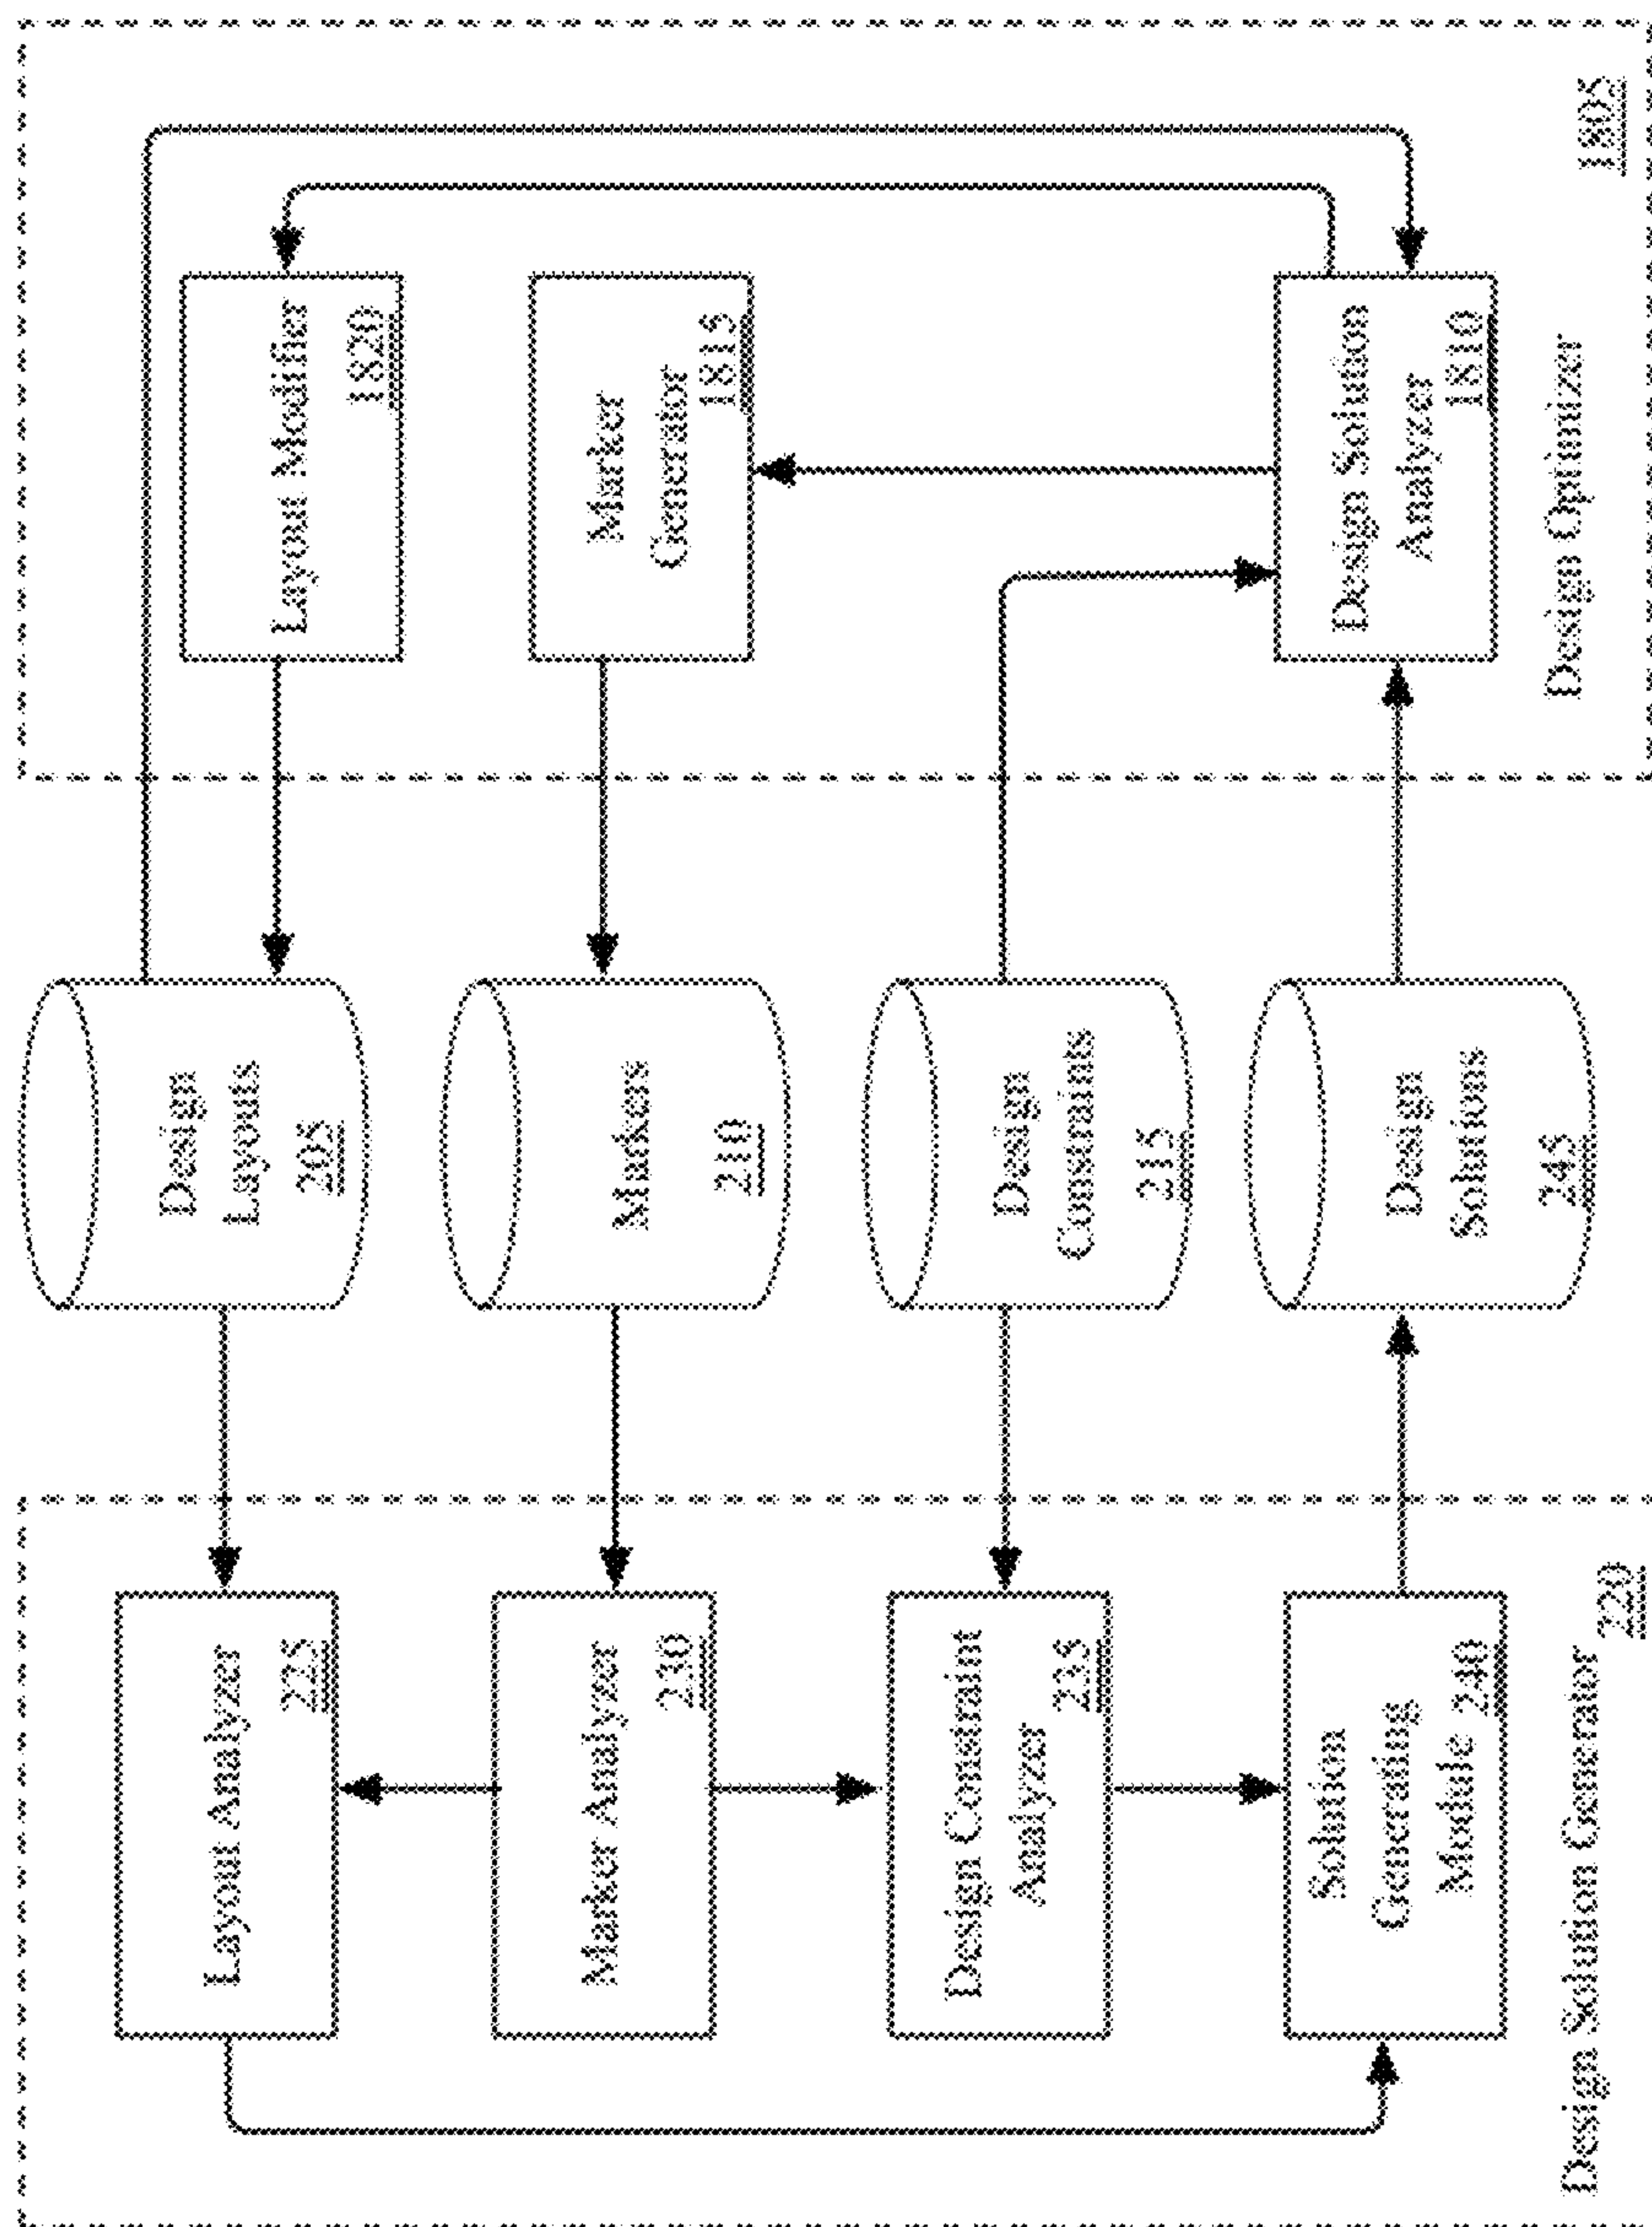 Layout Analyzer
225
Marker Analyzer
230
Design Constraint
Analyzer
235
Solution
Generating
Module 240
Design Solution Generator
220
Design
Layouts
205
Markers
210
Design
Constraints
215
Design
Solutions
245
Layout Modifier
1820
Marker
Generator
1815
Design Solution
Analyzer
1810
Design Optimizer
1805